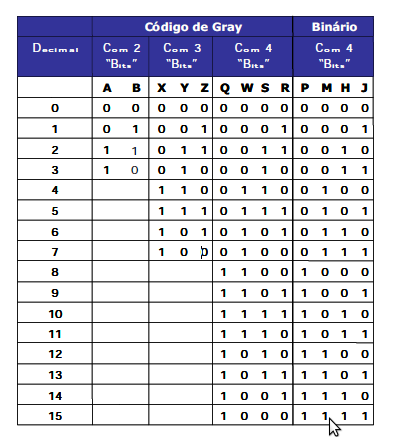 Código de Gray Binário
Decimal Com 2 Com 3 Com 4 Com 4
"Bits" "Bits" "Bits" "Bits"
A B X Y Z Q W S R P M H J
0 0 0 0 0 0 0 0 0 0 0 0 0 0
1 0 1 0 0 1 0 0 0 1 0 0 0 1
2 1 1 0 1 1 0 0 1 1 0 0 1 0
3 1 0 0 1 0 0 0 1 0 0 0 1 1
4 1 1 0 0 1 1 0 0 1 0 0
5 1 1 1 0 1 1 1 0 1 0 1
6 1 0 1 0 1 0 1 0 1 1 0
7 1 0 0 0 1 0 0 0 1 1 1
8 1 1 0 0 1 0 0 0
9 1 1 0 1 1 0 0 1
10 1 1 1 1 1 0 1 0
11 1 1 1 0 1 0 1 1
12 1 0 1 0 1 1 0 0
13 1 0 1 1 1 1 0 1
14 1 0 0 1 1 1 1 0
15 1 0 0 0 1 1 1 1